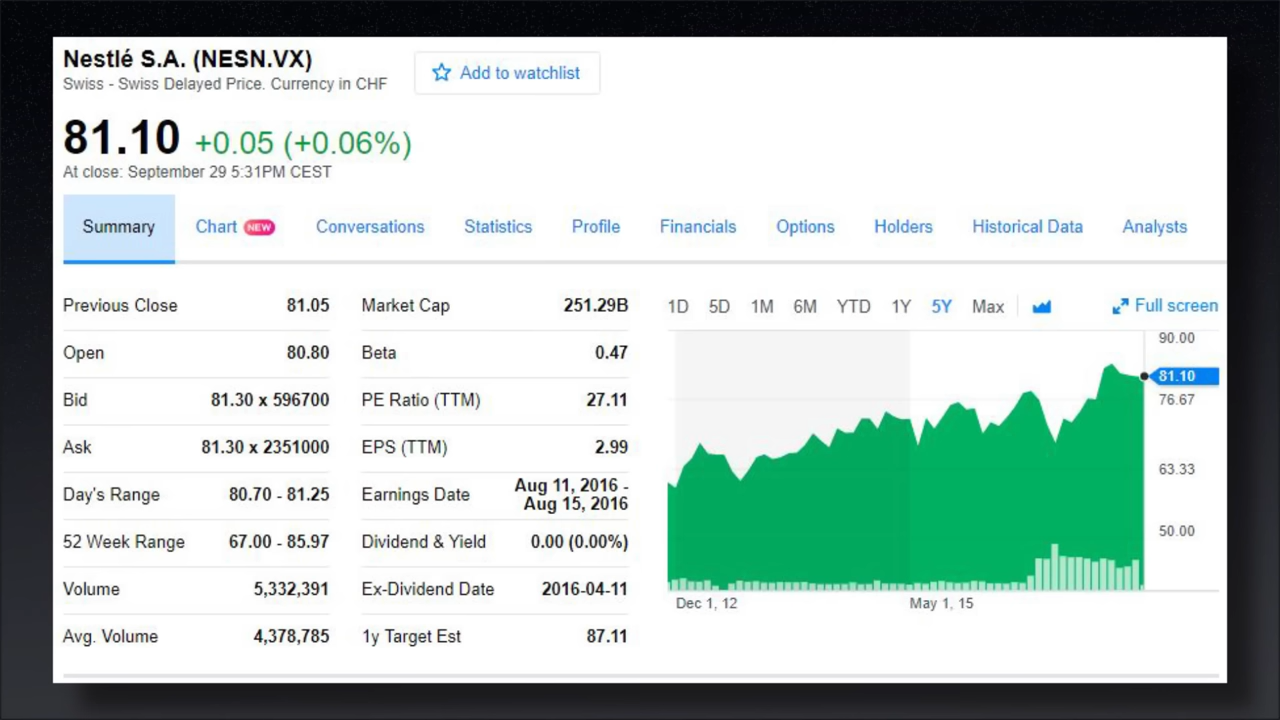 Nestlé S.A. (NESN.VX)
Add to watchlist
Swiss - Swiss Delayed Price. Currency in CHF
81.10 +0.05 (+0.06%)
At close: September 29 5:31PM CEST
Summary Chart NEW Conversations Statistics Profile Financials Options Holders Historical Data Analysts
Previous Close 81.05
Open 80.80
Bid 81.30 x 596700
Ask 81.30 x 2351000
Day's Range 80.70 - 81.25
52 Week Range 67.00 - 85.97
Volume 5,332,391
Avg. Volume 4,378,785
Market Cap 251.29B
Beta 0.47
PE Ratio (TTM) 27.11
EPS (TTM) 2.99
Earnings Date Aug 11, 2016 -
Aug 15, 2016
Dividend & Yield 0.00 (0.00%)
Ex-Dividend Date 2016-04-11
1y Target Est 87.11
1D 5D 1M 6M YTD 1Y 5Y Max Full screen
90.00
81.10
76.67
63.33
50.00
Dec 1, 12 May 1, 15